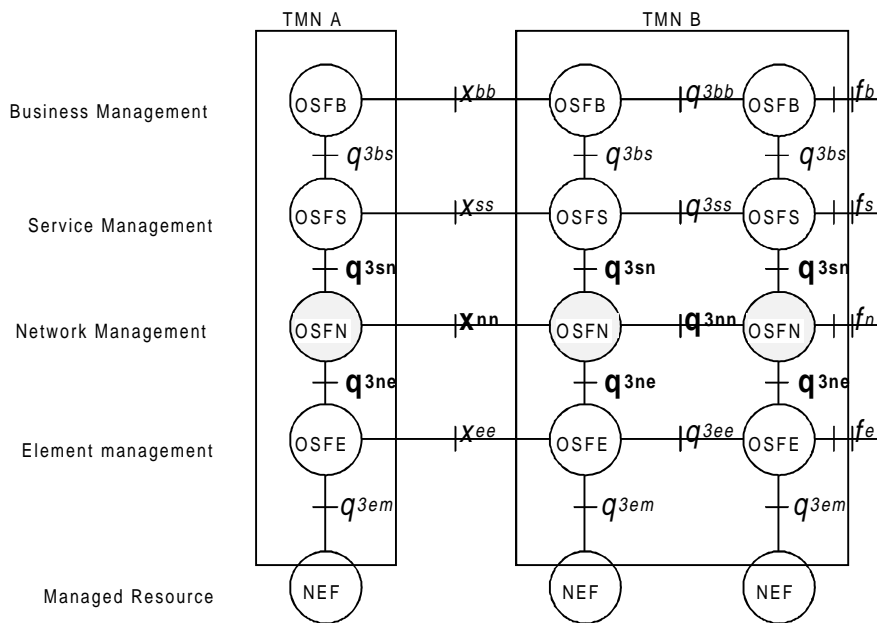 TMN A TMN B
Business Management OSFB xbb OSFB q3bb OSFB fb
q3bs q3bs q3bs
Service Management OSFS xss OSFS q3ss OSFS fs
q3sn q3sn q3sn
Network Management OSFN xnn OSFN q3nn OSFN fn
q3ne q3ne q3ne
Element management OSFE xee OSFE q3ee OSFE fe
q3em q3em q3em
Managed Resource NEF NEF NEF